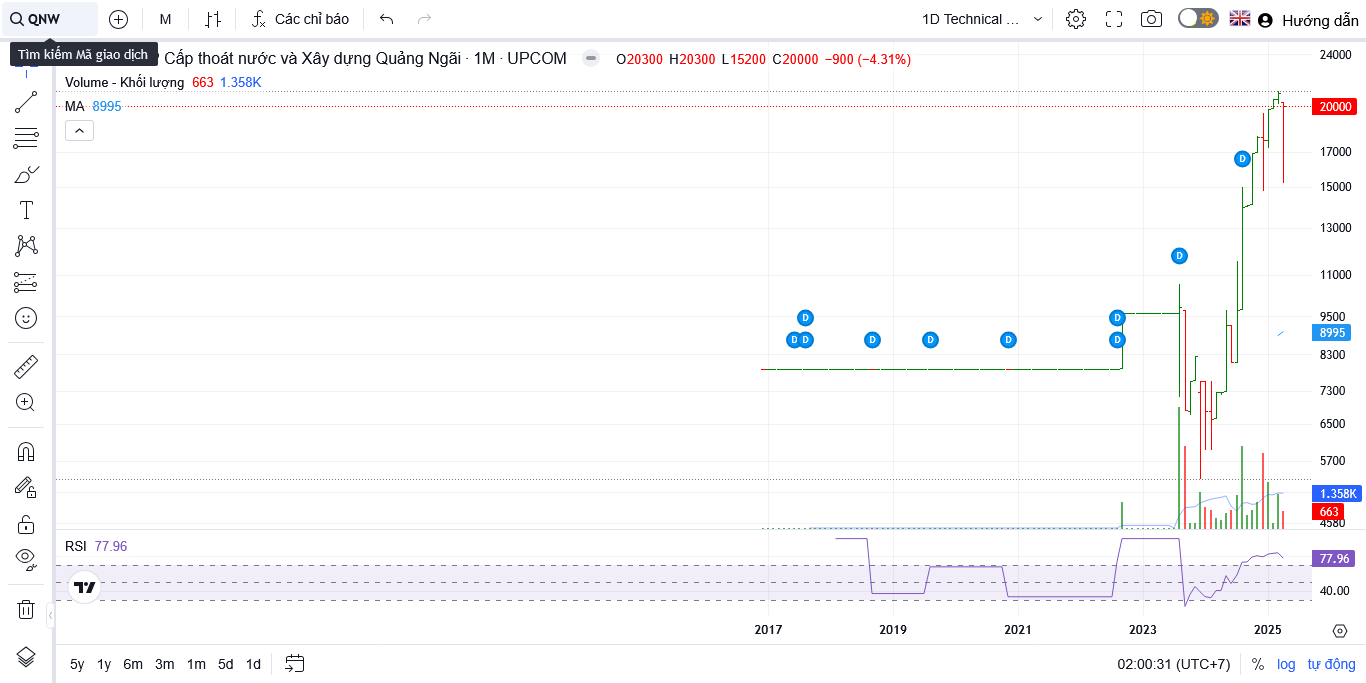 QNW M Các chỉ báo 1D Technical ... Hướng dẫn
Tìm kiếm Mã giao dịch
Cấp thoát nước và Xây dựng Quảng Ngãi · 1M · UPCOM O20300 H20300 L15200 C20000 −900 (−4.31%)
Volume - Khối lượng 663 1.358K
MA 8995
24000
20000
17000
15000
13000
11000
9500
8995
8300
7300
6500
5700
1.358K
663
4580
D
D
D
D D
D
D
D
D
D
RSI 77.96
77.96
40.00
2017 2019 2021 2023 2025
5y 1y 6m 3m 1m 5d 1d 02:00:31 (UTC+7) % log tự động